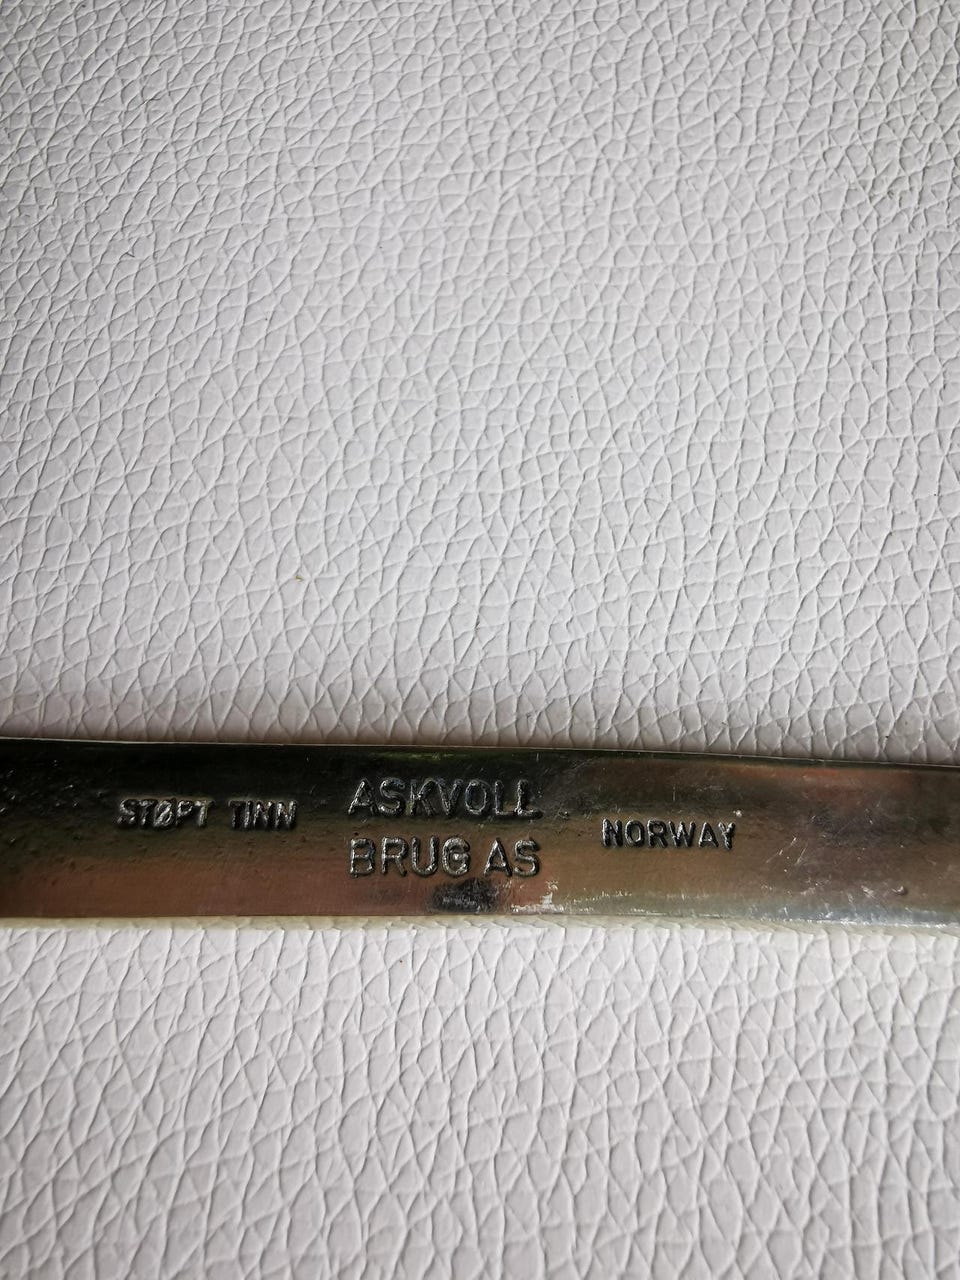 STØPT TINN
ASKVOLL
BRUG AS
NORWAY